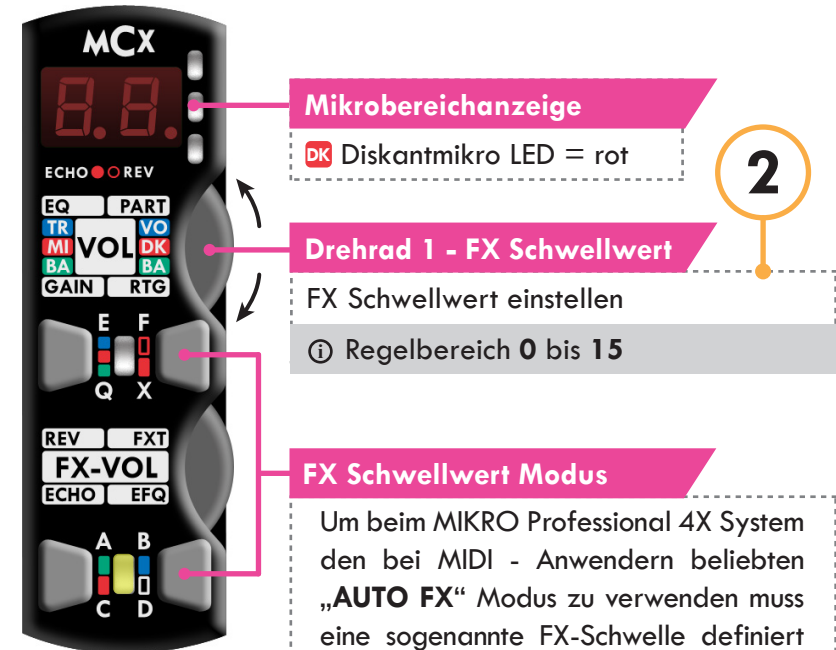 MCX
8.8.
ECHO REV
EQ PART
TR VO
MI VOL DK
BA BA
GAIN RTG
E F
Q X
REV FXT
FX-VOL
ECHO EFQ
A B
C D
Mikrobereichanzeige
DK Diskantmikro LED = rot
2
Drehrad 1 - FX Schwellwert
FX Schwellwert einstellen
ⓘ Regelbereich 0 bis 15
FX Schwellwert Modus
Um beim MIKRO Professional 4X System
den bei MIDI - Anwendern beliebten
„AUTO FX“ Modus zu verwenden muss
eine sogenannte FX-Schwelle definiert